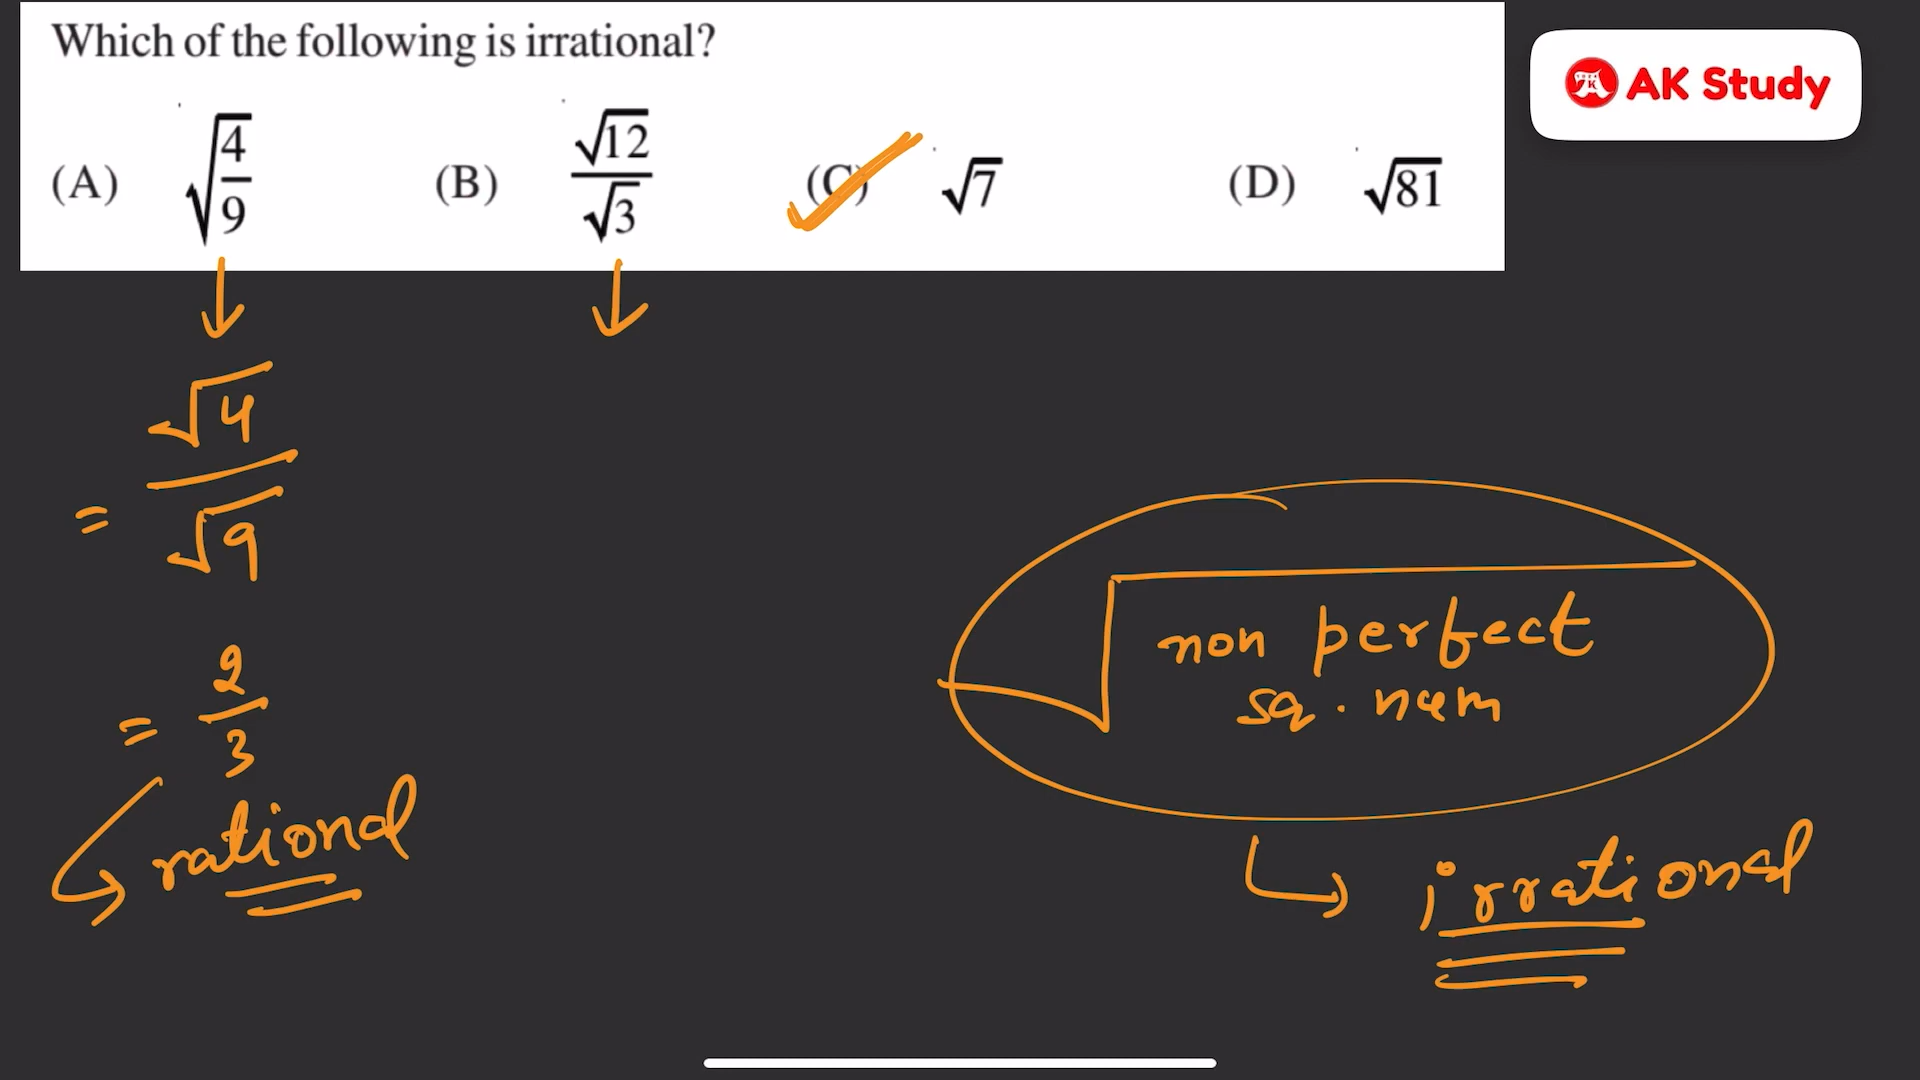 Which of the following is irrational?
AK Study
(A) √(4/9) (B) √12/√3 (C) √7 (D) √81
= √4/√9
= 2/3
rational
√non perfect
sq. num
irrational